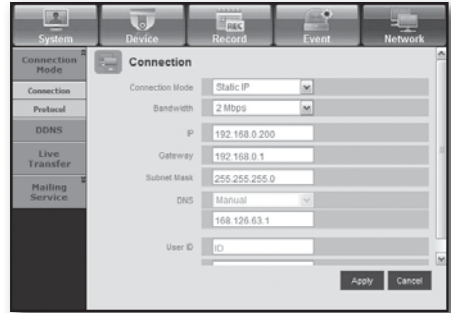 System Device Record Event Network
REC
Connection Mode
Connection
Protocol
DDNS
Live Transfer
Mailing Service
Connection
Connection Mode Static IP
Bandwidth 2 Mbps
IP 192.168.0.200
Gateway 192.168.0.1
Subnet Mask 255.255.255.0
DNS Manual
168.126.63.1
User ID ID
Apply Cancel